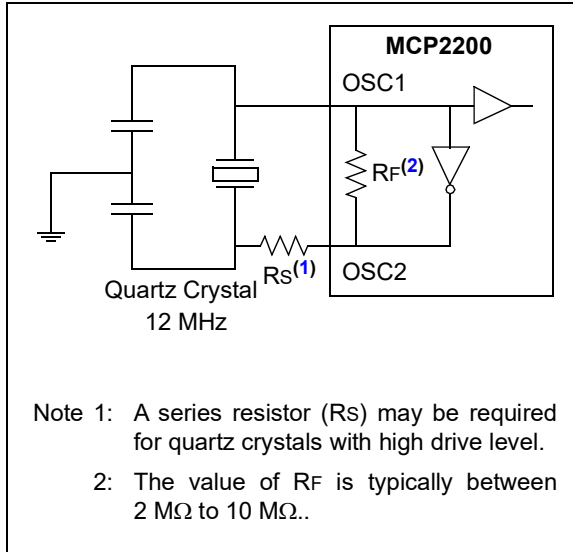 MCP2200
OSC1
RF(2)
RS(1)
OSC2
Quartz Crystal
12 MHz
Note 1: A series resistor (RS) may be required
for quartz crystals with high drive level.
2: The value of RF is typically between
2 MΩ to 10 MΩ..